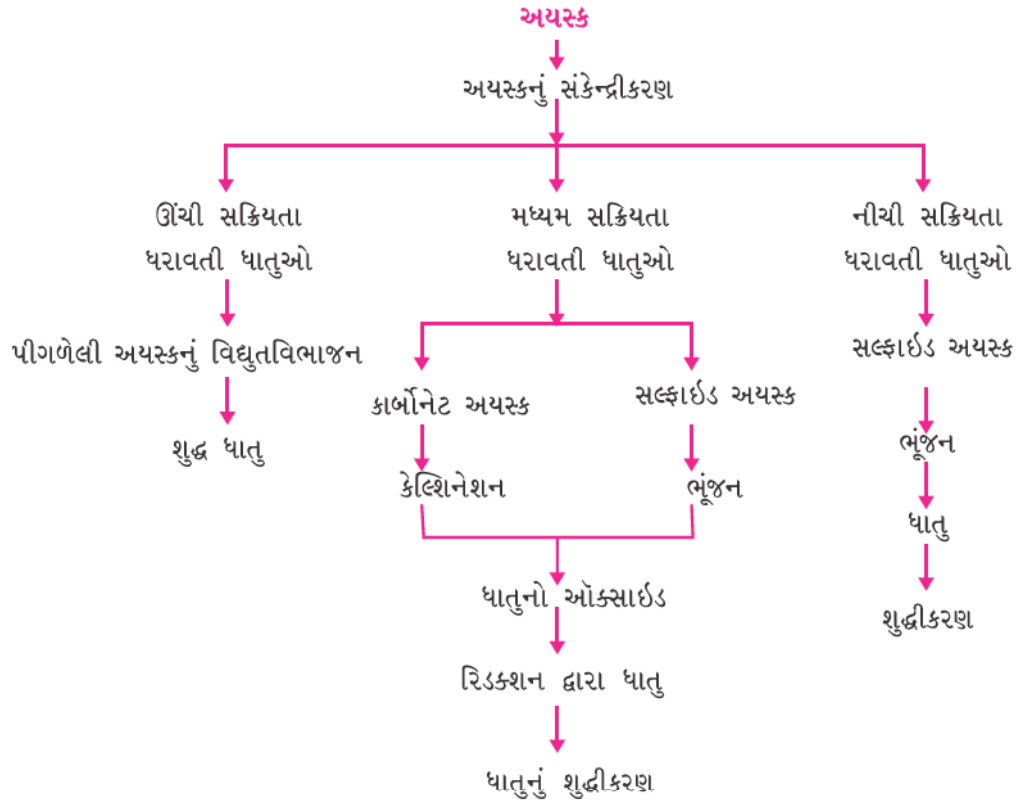 અયસ્ક
અયસ્કનું સંકેન્દ્રીકરણ
ઊંચી સક્રિયતા
ધરાવતી ધાતુઓ
પીગળેલી અયસ્કનું વિદ્યુતવિભાજન
શુદ્ધ ધાતુ
મધ્યમ સક્રિયતા
ધરાવતી ધાતુઓ
કાર્બોનેટ અયસ્ક
કેલ્શિનેશન
સલ્ફાઇડ અયસ્ક
ભૂંજન
ધાતુનો ઑક્સાઇડ
રિડક્શન દ્વારા ધાતુ
ધાતુનું શુદ્ધીકરણ
નીચી સક્રિયતા
ધરાવતી ધાતુઓ
સલ્ફાઇડ અયસ્ક
ભૂંજન
ધાતુ
શુદ્ધીકરણ